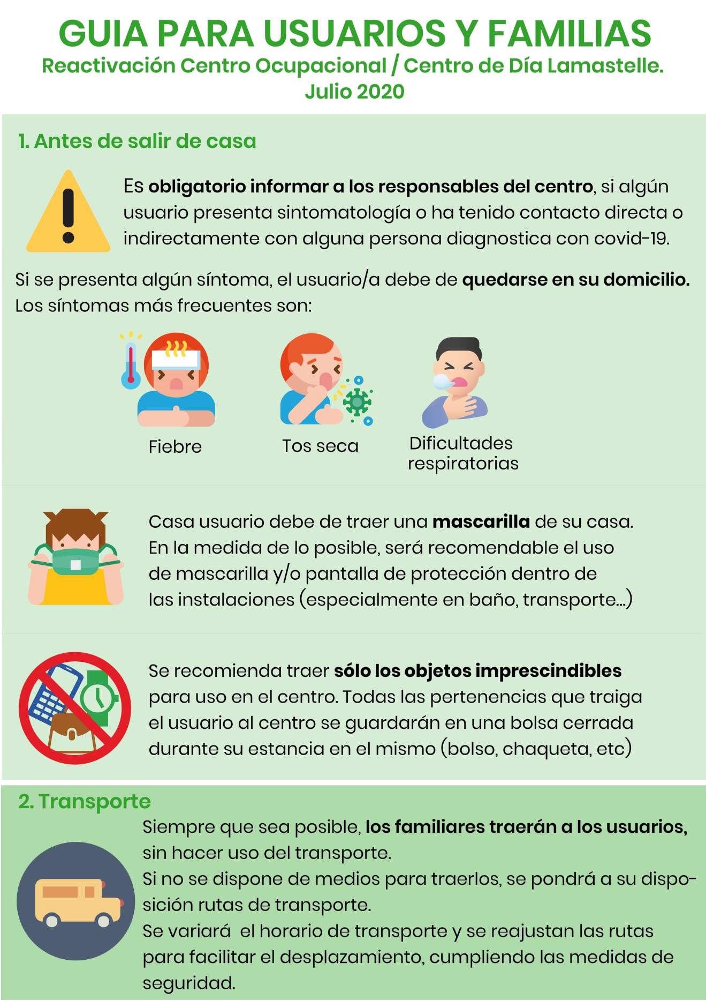 GUIA PARA USUARIOS Y FAMILIAS
Reactivación Centro Ocupacional / Centro de Día Lamastelle.
Julio 2020
1. Antes de salir de casa
Es obligatorio informar a los responsables del centro, si algún
usuario presenta sintomatología o ha tenido contacto directa o
indirectamente con alguna persona diagnostica con covid-19.
Si se presenta algún síntoma, el usuario/a debe de quedarse en su domicilio.
Los síntomas más frecuentes son:
Fiebre
Tos seca
Dificultades
respiratorias
Casa usuario debe de traer una mascarilla de su casa.
En la medida de lo posible, será recomendable el uso
de mascarilla y/o pantalla de protección dentro de
las instalaciones (especialmente en baño, transporte...)
Se recomienda traer sólo los objetos imprescindibles
para uso en el centro. Todas las pertenencias que traiga
el usuario al centro se guardarán en una bolsa cerrada
durante su estancia en el mismo (bolso, chaqueta, etc)
2. Transporte
Siempre que sea posible, los familiares traerán a los usuarios,
sin hacer uso del transporte.
Si no se dispone de medios para traerlos, se pondrá a su dispo-
sición rutas de transporte.
Se variará  el horario de transporte y se reajustan las rutas
para facilitar el desplazamiento, cumpliendo las medidas de
seguridad.